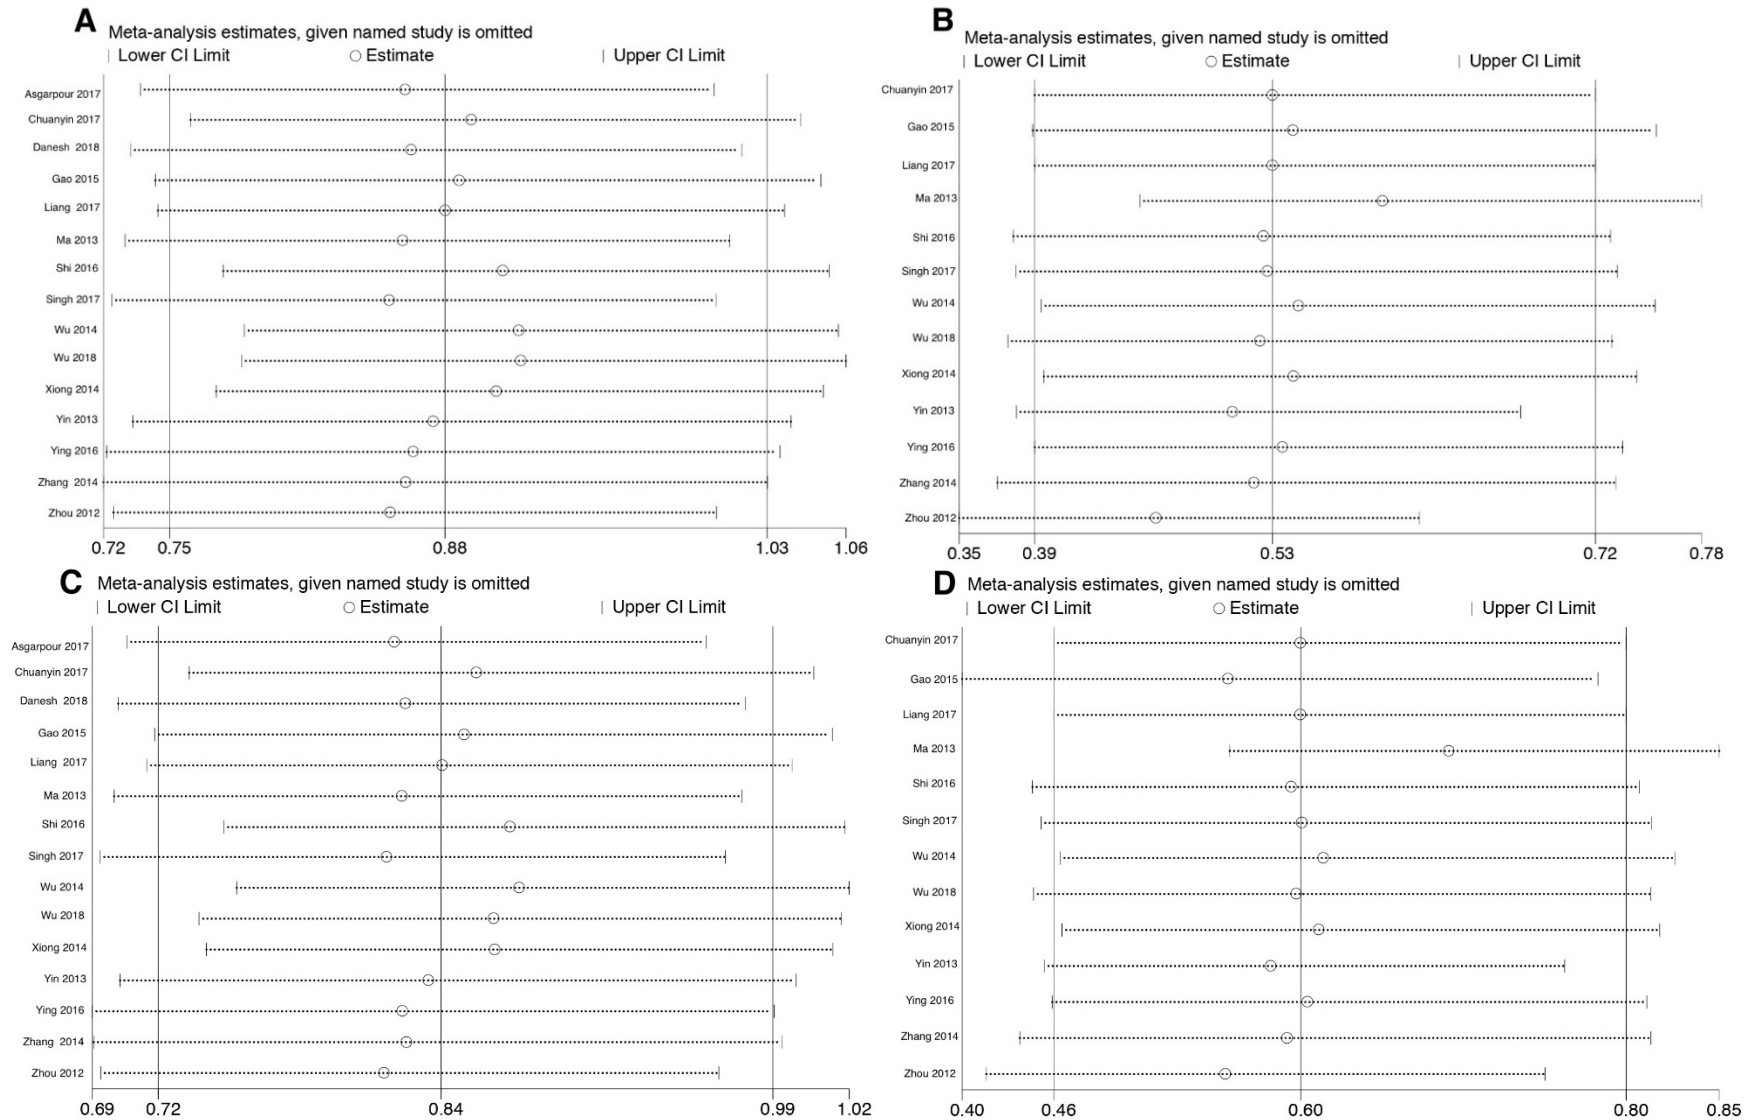 A
Meta-analysis estimates, given named study is omitted
Lower CI Limit Estimate Upper CI Limit
Asgarpour 2017
Chuanyin 2017
Danesh 2018
Gao 2015
Liang 2017
Ma 2013
Shi 2016
Singh 2017
Wu 2014
Wu 2018
Xiong 2014
Yin 2013
Ying 2016
Zhang 2014
Zhou 2012
0.72 0.75 0.88 1.03 1.06
B
Meta-analysis estimates, given named study is omitted
Lower CI Limit Estimate Upper CI Limit
Chuanyin 2017
Gao 2015
Liang 2017
Ma 2013
Shi 2016
Singh 2017
Wu 2014
Wu 2018
Xiong 2014
Yin 2013
Ying 2016
Zhang 2014
Zhou 2012
0.35 0.39 0.53 0.72 0.78
C
Meta-analysis estimates, given named study is omitted
Lower CI Limit Estimate Upper CI Limit
Asgarpour 2017
Chuanyin 2017
Danesh 2018
Gao 2015
Liang 2017
Ma 2013
Shi 2016
Singh 2017
Wu 2014
Wu 2018
Xiong 2014
Yin 2013
Ying 2016
Zhang 2014
Zhou 2012
0.69 0.72 0.84 0.99 1.02
D
Meta-analysis estimates, given named study is omitted
Lower CI Limit Estimate Upper CI Limit
Chuanyin 2017
Gao 2015
Liang 2017
Ma 2013
Shi 2016
Singh 2017
Wu 2014
Wu 2018
Xiong 2014
Yin 2013
Ying 2016
Zhang 2014
Zhou 2012
0.40 0.46 0.60 0.80 0.85